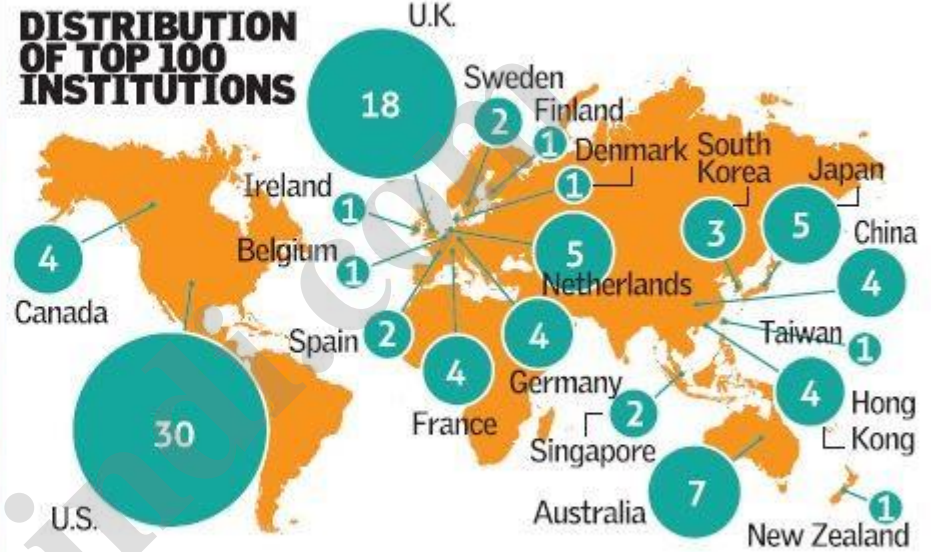 DISTRIBUTION
OF TOP 100
INSTITUTIONS
U.K.
18
Sweden
2
Finland
1
Denmark
1
South
Korea
3
Japan
5
China
4
Ireland
1
Belgium
1
Netherlands
5
Canada
4
Spain
2
France
4
Germany
4
Taiwan
1
Hong
Kong
4
Singapore
2
U.S.
30
Australia
7
New Zealand
1